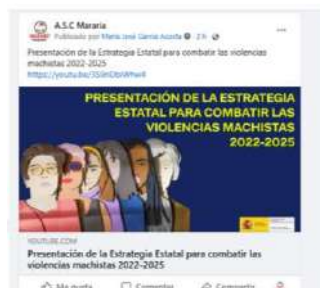 A.S.C Mararía
Publicado por María José García Acosta · 2 h ·
Presentación de la Estrategia Estatal para combatir las violencias
machistas 2022-2025
PRESENTACIÓN DE LA ESTRATEGIA
ESTATAL PARA COMBATIR LAS
VIOLENCIAS MACHISTAS
2022-2025
YOUTUBE.COM
Presentación de la Estrategia Estatal para combatir las
violencias machistas 2022-2025
Me gusta Comentar Compartir